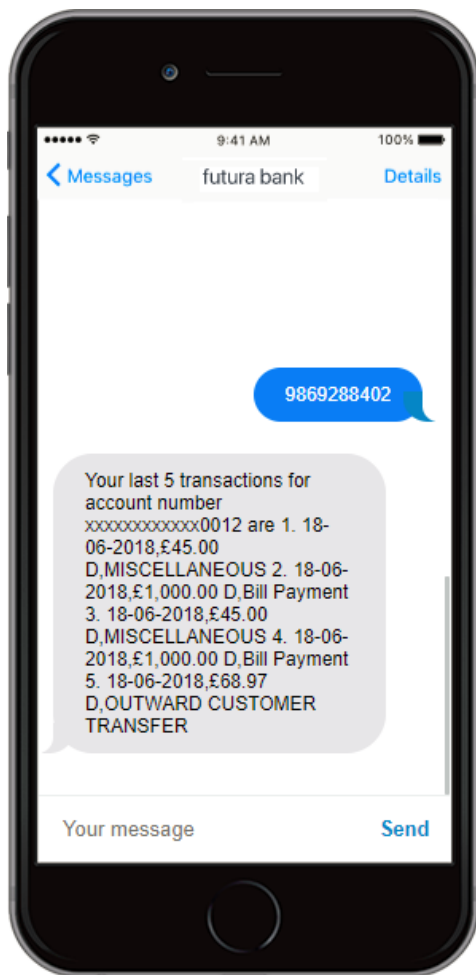 9:41 AM
100%
Messages
futura bank
Details
9869288402
Your last 5 transactions for
account number
xxxxxxxxxxxx0012 are 1. 18-
06-2018,£45.00
D,MISCELLANEOUS 2. 18-06-
2018,£1,000.00 D,Bill Payment
3. 18-06-2018,£45.00
D,MISCELLANEOUS 4. 18-06-
2018,£1,000.00 D,Bill Payment
5. 18-06-2018,£68.97
D,OUTWARD CUSTOMER
TRANSFER
Your message
Send